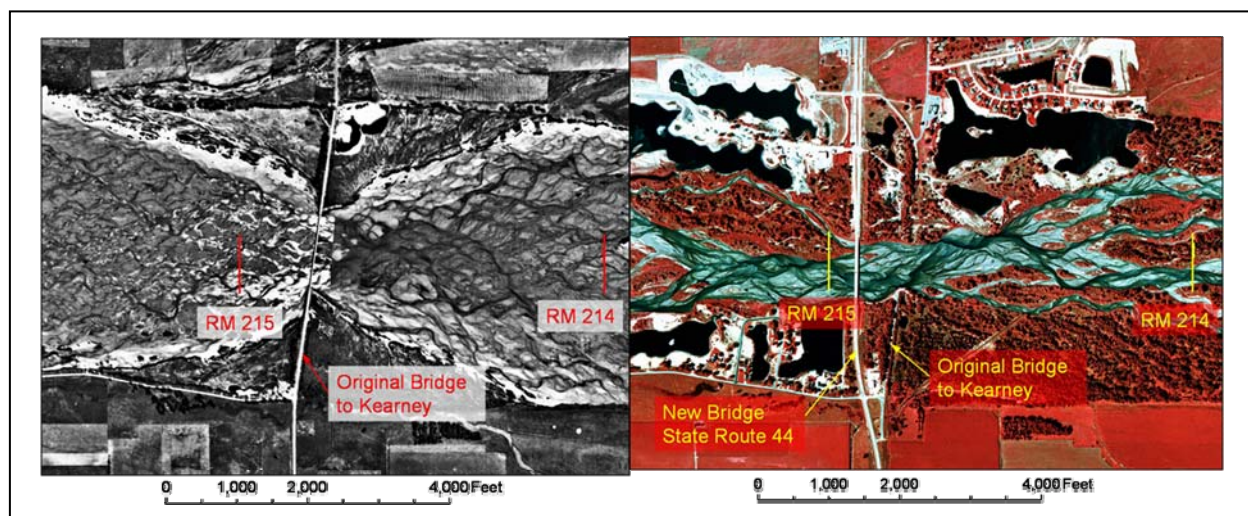 RM 215
RM 214
Original Bridge
to Kearney
0 1,000 2,000 4,000 Feet
RM 215
RM 214
Original Bridge
to Kearney
New Bridge
State Route 44
0 1,000 2,000 4,000 Feet